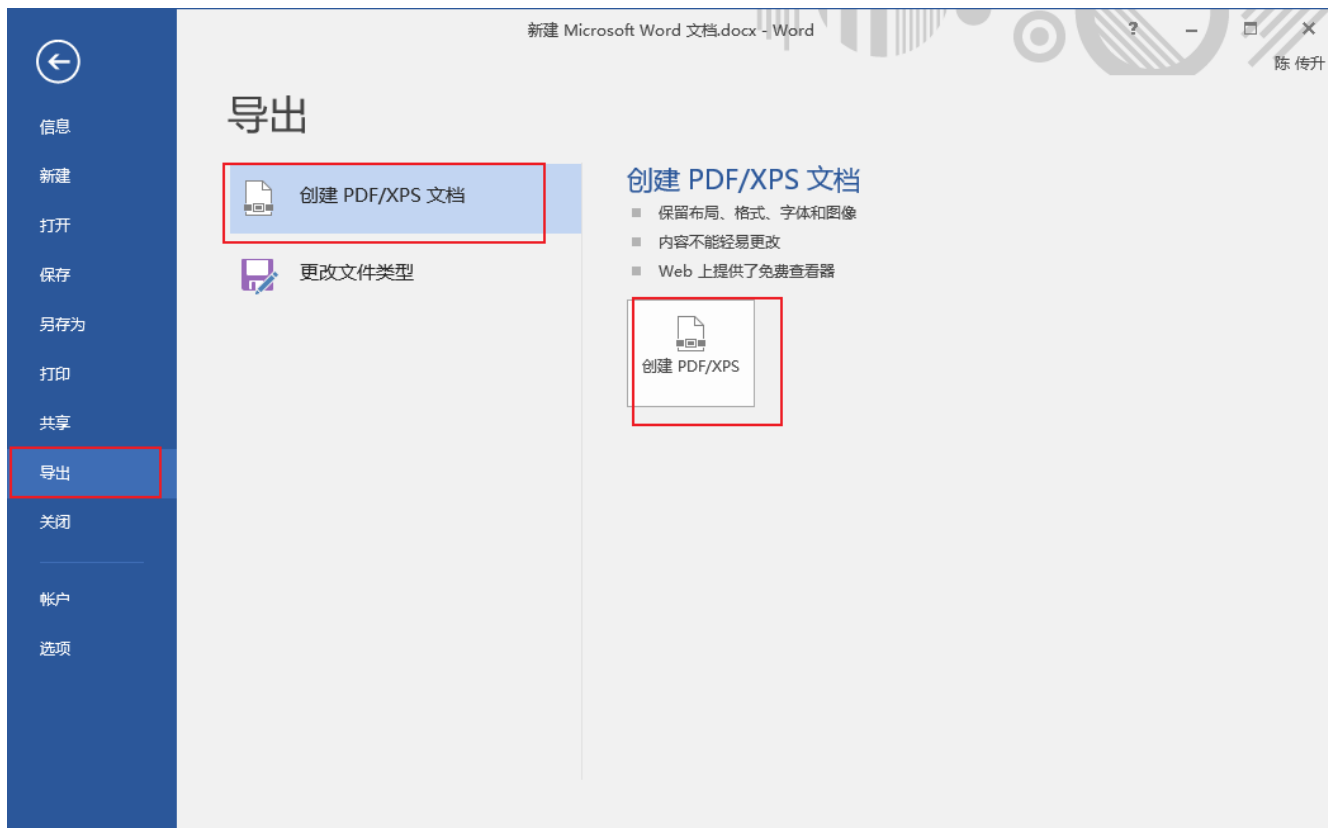 新建 Microsoft Word 文档.docx - Word
?
陈 传升
信息
新建
打开
保存
另存为
打印
共享
导出
关闭
帐户
选项
导出
创建 PDF/XPS 文档
更改文件类型
创建 PDF/XPS 文档
保留布局、格式、字体和图像
内容不能轻易更改
Web 上提供了免费查看器
创建 PDF/XPS